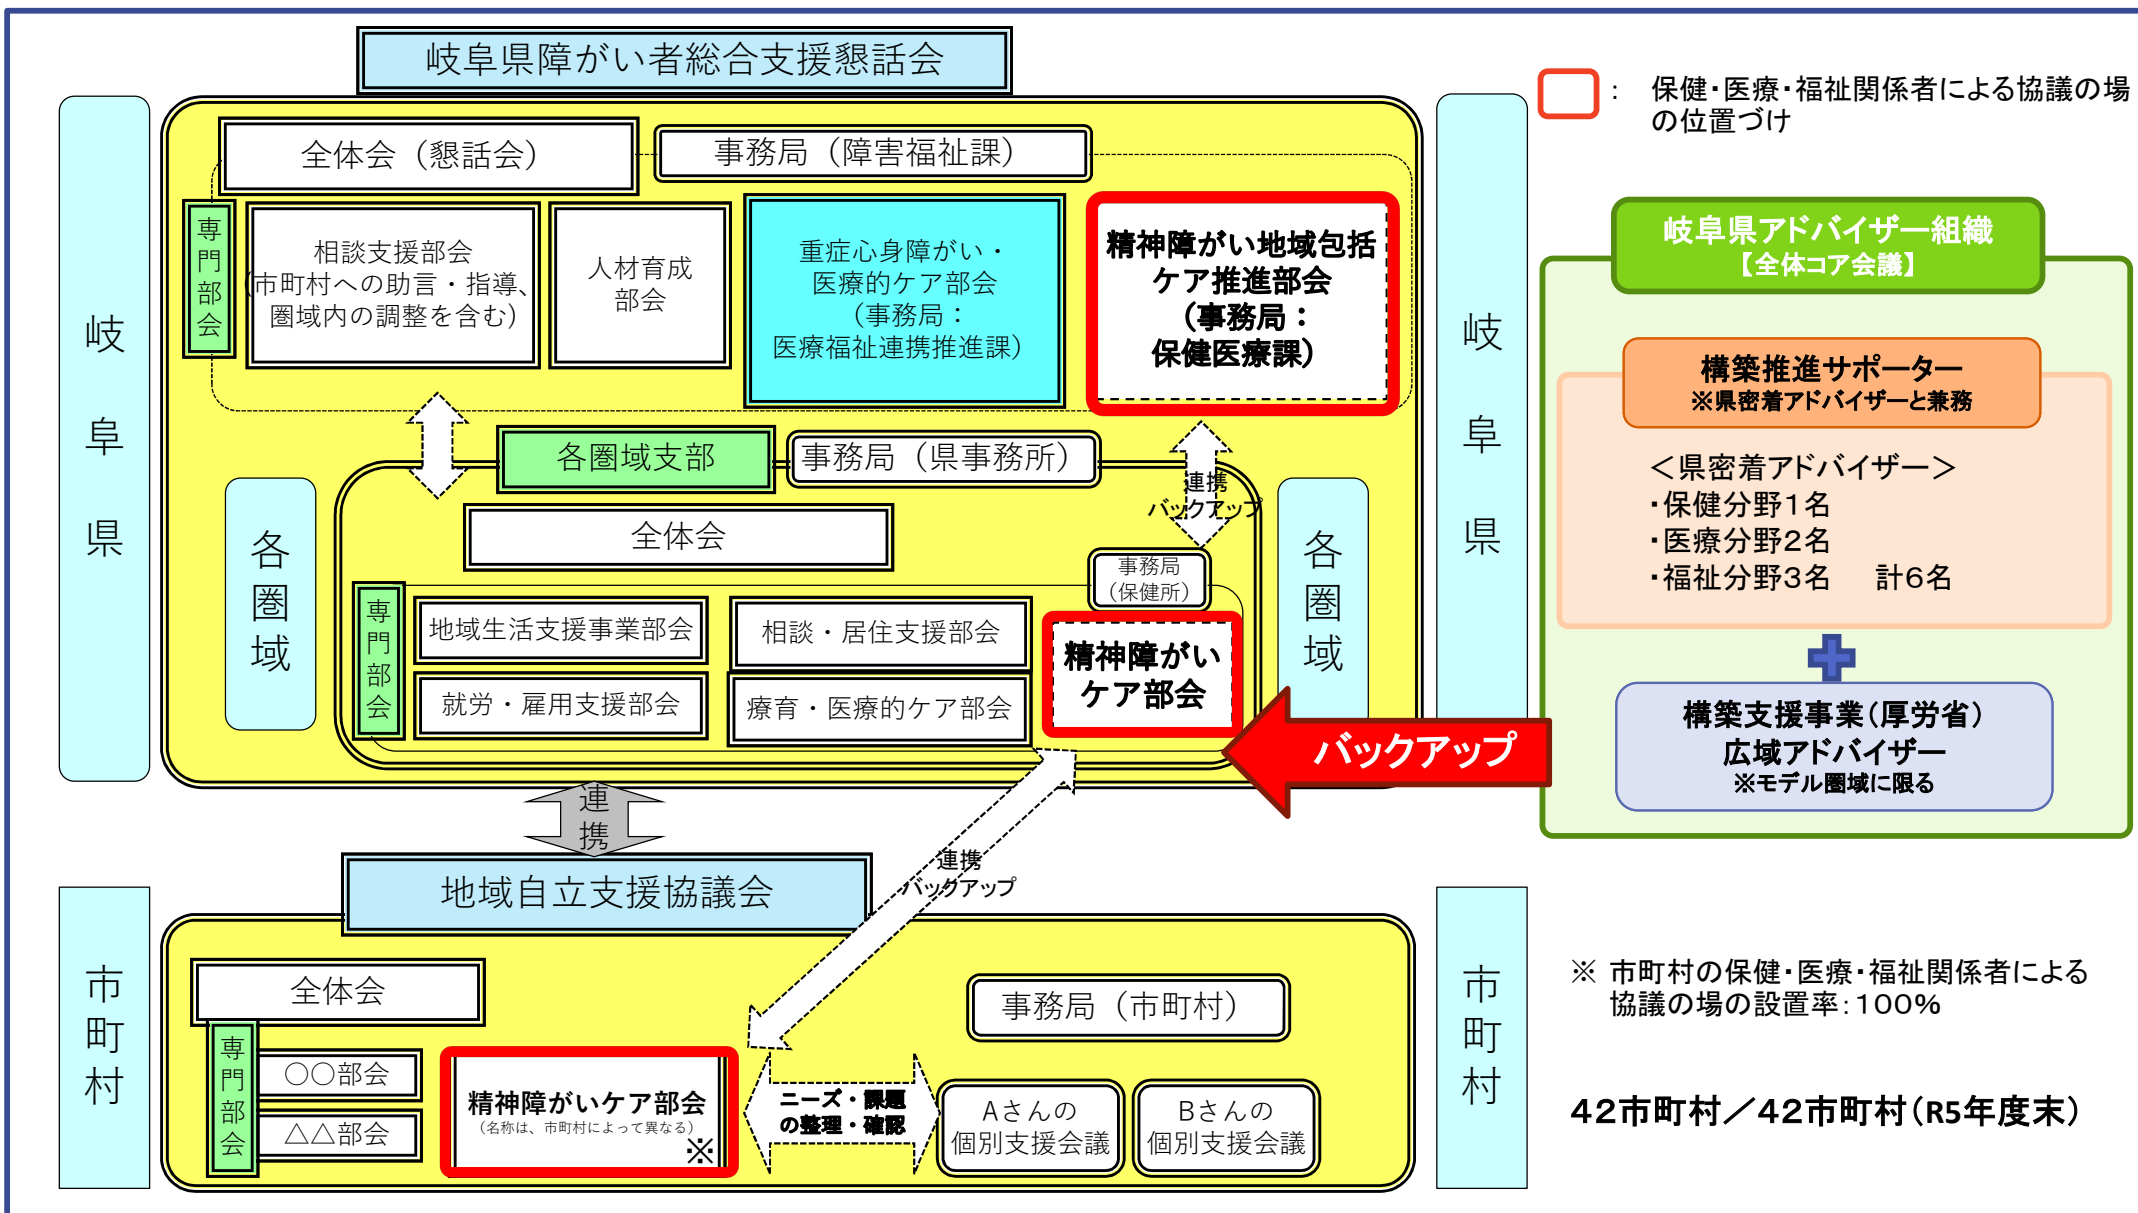 岐阜県障がい者総合支援懇話会
岐阜県
全体会（懇話会）
事務局（障害福祉課）
専門部会
相談支援部会
(市町村への助言・指導、
圏域内の調整を含む)
人材育成
部会
重症心身障がい・
医療的ケア部会
（事務局：
医療福祉連携推進課）
精神障がい地域包括
ケア推進部会
（事務局：
保健医療課）
岐阜県
各圏域
各圏域支部
事務局（県事務所）
連携
バックアップ
全体会
事務局
（保健所）
専門部会
地域生活支援事業部会
相談・居住支援部会
就労・雇用支援部会
療育・医療的ケア部会
精神障がい
ケア部会
各圏域
バックアップ
連携
連携
バックアップ
地域自立支援協議会
市町村
全体会
専門部会
○○部会
△△部会
精神障がいケア部会
（名称は、市町村によって異なる）
※
ニーズ・課題
の整理・確認
事務局（市町村）
Aさんの
個別支援会議
Bさんの
個別支援会議
市町村
： 保健・医療・福祉関係者による協議の場
の位置づけ
岐阜県アドバイザー組織
【全体コア会議】
構築推進サポーター
※県密着アドバイザーと兼務
＜県密着アドバイザー＞
・保健分野１名
・医療分野２名
・福祉分野３名　計６名
構築支援事業（厚労省）
広域アドバイザー
※モデル圏域に限る
※ 市町村の保健・医療・福祉関係者による
協議の場の設置率：１００％
４２市町村／４２市町村（R5年度末）